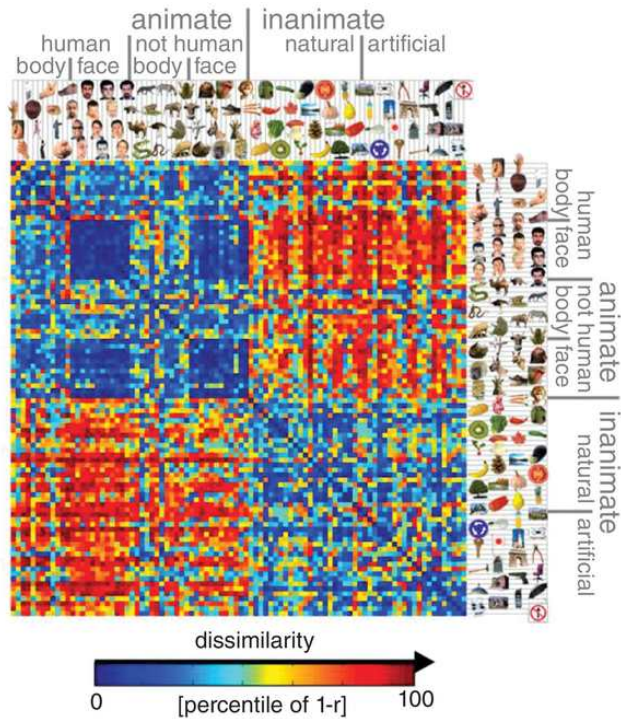 animate inanimate
human not human natural artificial
body face body face
human
body face
animate
not human
body face
inanimate
natural artificial
dissimilarity
0 [percentile of 1-r] 100